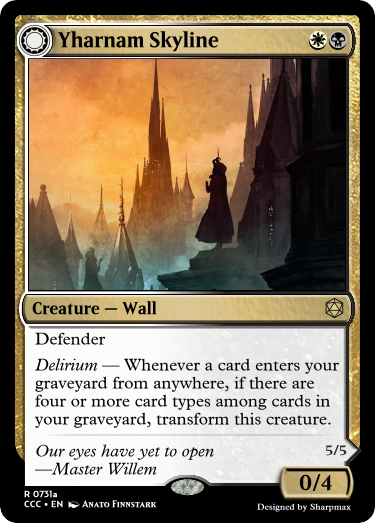 Yharnam Skyline
Creature — Wall
Defender
Delirium — Whenever a card enters your
graveyard from anywhere, if there are
four or more card types among cards in
your graveyard, transform this creature.
Our eyes have yet to open
—Master Willem
5/5
0/4
R 0731a
CCC • EN Anato Finnstark
Designed by Sharpmax